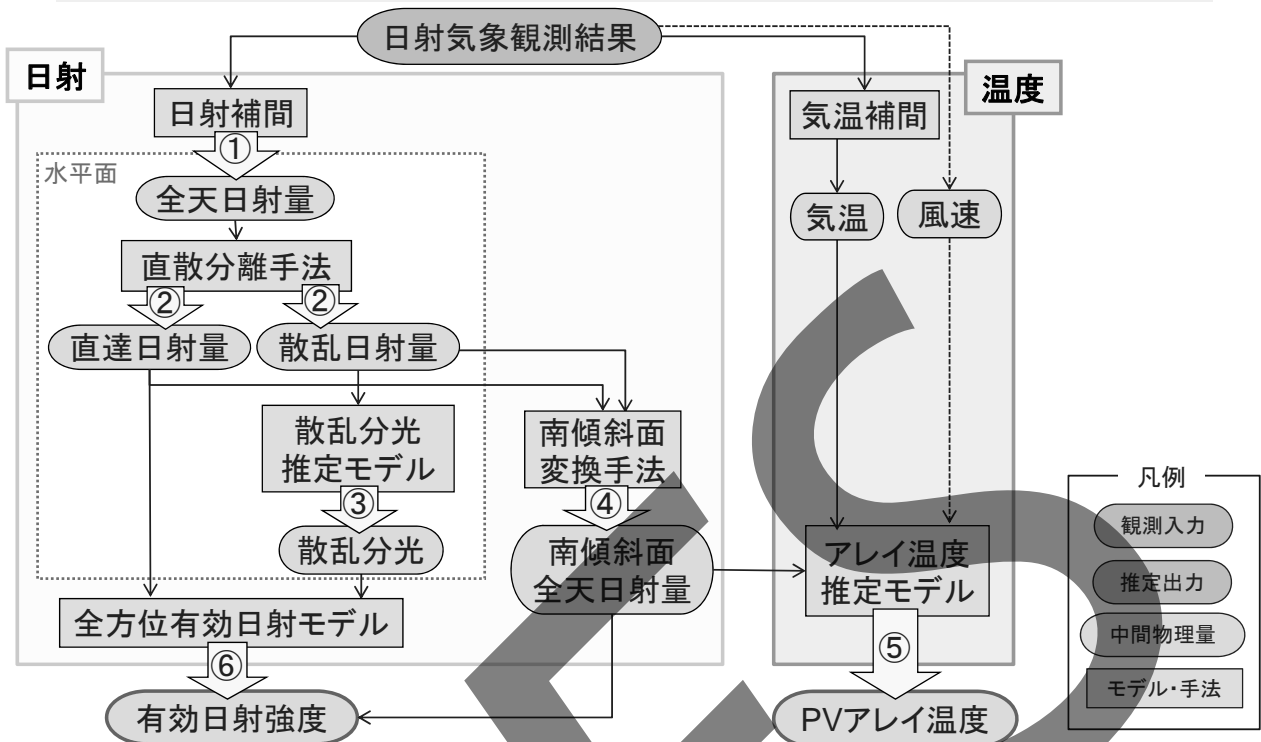 日射気象観測結果
日射
温度
日射補間
気温補間
①
水平面
全天日射量
気温
風速
直散分離手法
②
②
直達日射量
散乱日射量
散乱分光
推定モデル
南傾斜面
変換手法
③
④
散乱分光
南傾斜面
全天日射量
アレイ温度
推定モデル
全方位有効日射モデル
⑥
⑤
有効日射強度
PVアレイ温度
凡例
観測入力
推定出力
中間物理量
モデル・手法